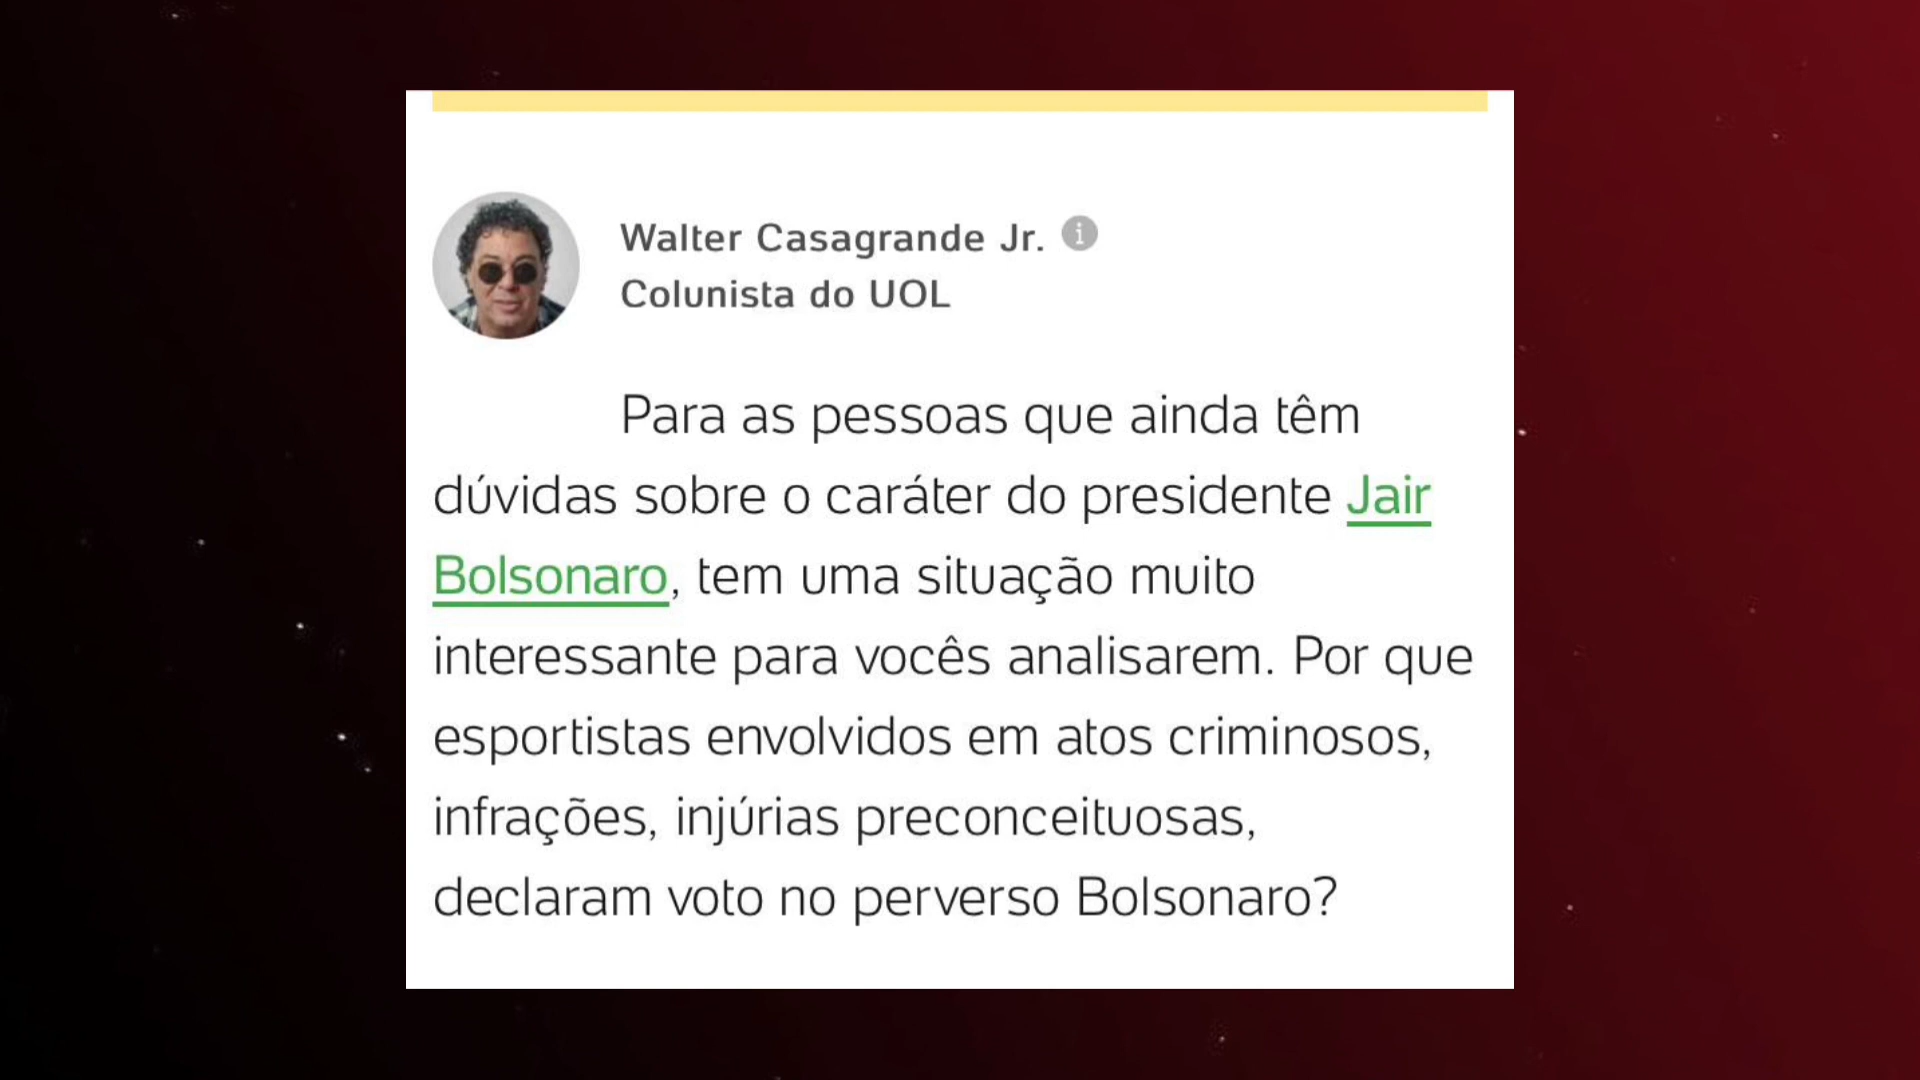 Walter Casagrande Jr.
Colunista do UOL
Para as pessoas que ainda têm
dúvidas sobre o caráter do presidente Jair
Bolsonaro, tem uma situação muito
interessante para vocês analisarem. Por que
esportistas envolvidos em atos criminosos,
infrações, injúrias preconceituosas,
declaram voto no perverso Bolsonaro?